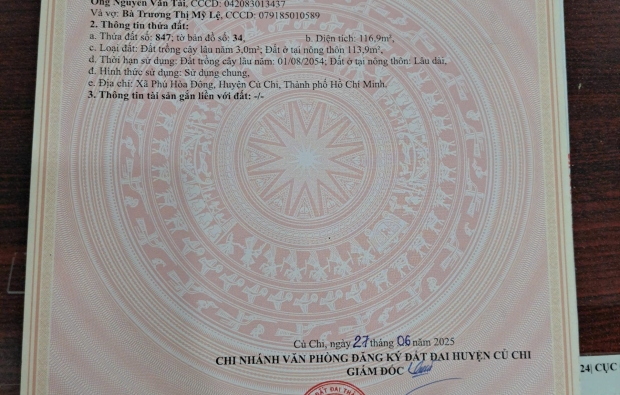 Ông Nguyễn Văn Tài, CCCD: 042083013437
Và vợ: Bà Trương Thị Mỹ Lệ, CCCD: 079185010589
2. Thông tin thửa đất:
a. Thửa đất số: 847; tờ bản đồ số: 34, b. Diện tích: 116,9m²,
c. Loại đất: Đất trồng cây lâu năm 3,0m²; Đất ở tại nông thôn 113,9m²,
d. Thời hạn sử dụng: Đất trồng cây lâu năm: 01/08/2054; Đất ở tại nông thôn: Lâu dài,
đ. Hình thức sử dụng: Sử dụng chung,
e. Địa chỉ: Xã Phú Hòa Đông, Huyện Củ Chi, Thành phố Hồ Chí Minh.
3. Thông tin tài sản gắn liền với đất: -/-
Củ Chi, ngày 27 tháng 06 năm 2025
CHI NHÁNH VĂN PHÒNG ĐĂNG KÝ ĐẤT ĐAI HUYỆN CỦ CHI
GIÁM ĐỐC
ĐẤT ĐAI
24| CỤC